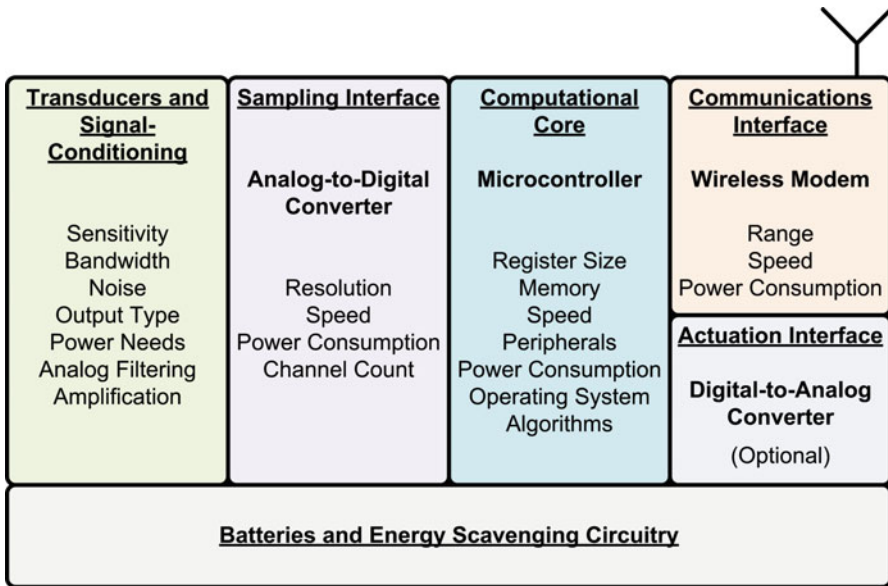 Transducers and
Signal-
Conditioning
Sensitivity
Bandwidth
Noise
Output Type
Power Needs
Analog Filtering
Amplification
Sampling Interface
Analog-to-Digital
Converter
Resolution
Speed
Power Consumption
Channel Count
Computational
Core
Microcontroller
Register Size
Memory
Speed
Peripherals
Power Consumption
Operating System
Algorithms
Communications
Interface
Wireless Modem
Range
Speed
Power Consumption
Actuation Interface
Digital-to-Analog
Converter
(Optional)
Batteries and Energy Scavenging Circuitry